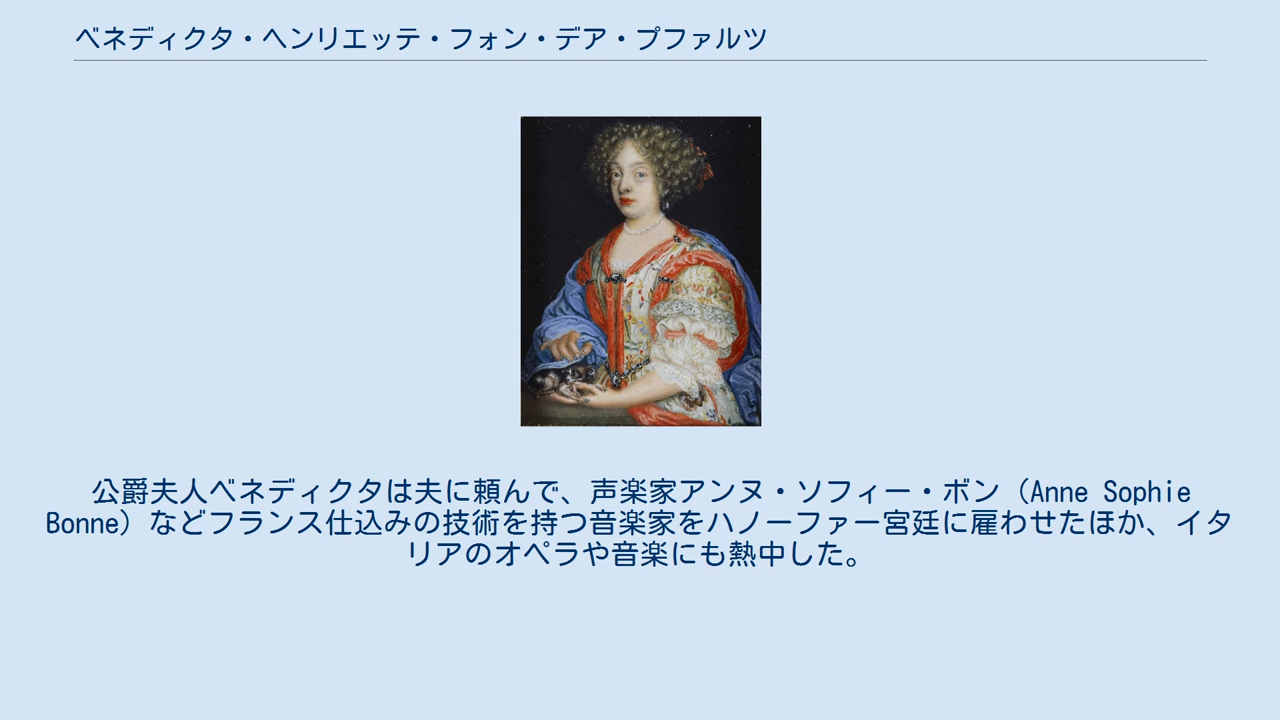 ベネディクタ・ヘンリエッテ・フォン・デア・プファルツ
公爵夫人ベネディクタは夫に頼んで、声楽家アンヌ・ソフィー・ボン（Anne Sophie
Bonne）などフランス仕込みの技術を持つ音楽家をハノーファー宮廷に雇わせたほか、イタ
リアのオペラや音楽にも熱中した。